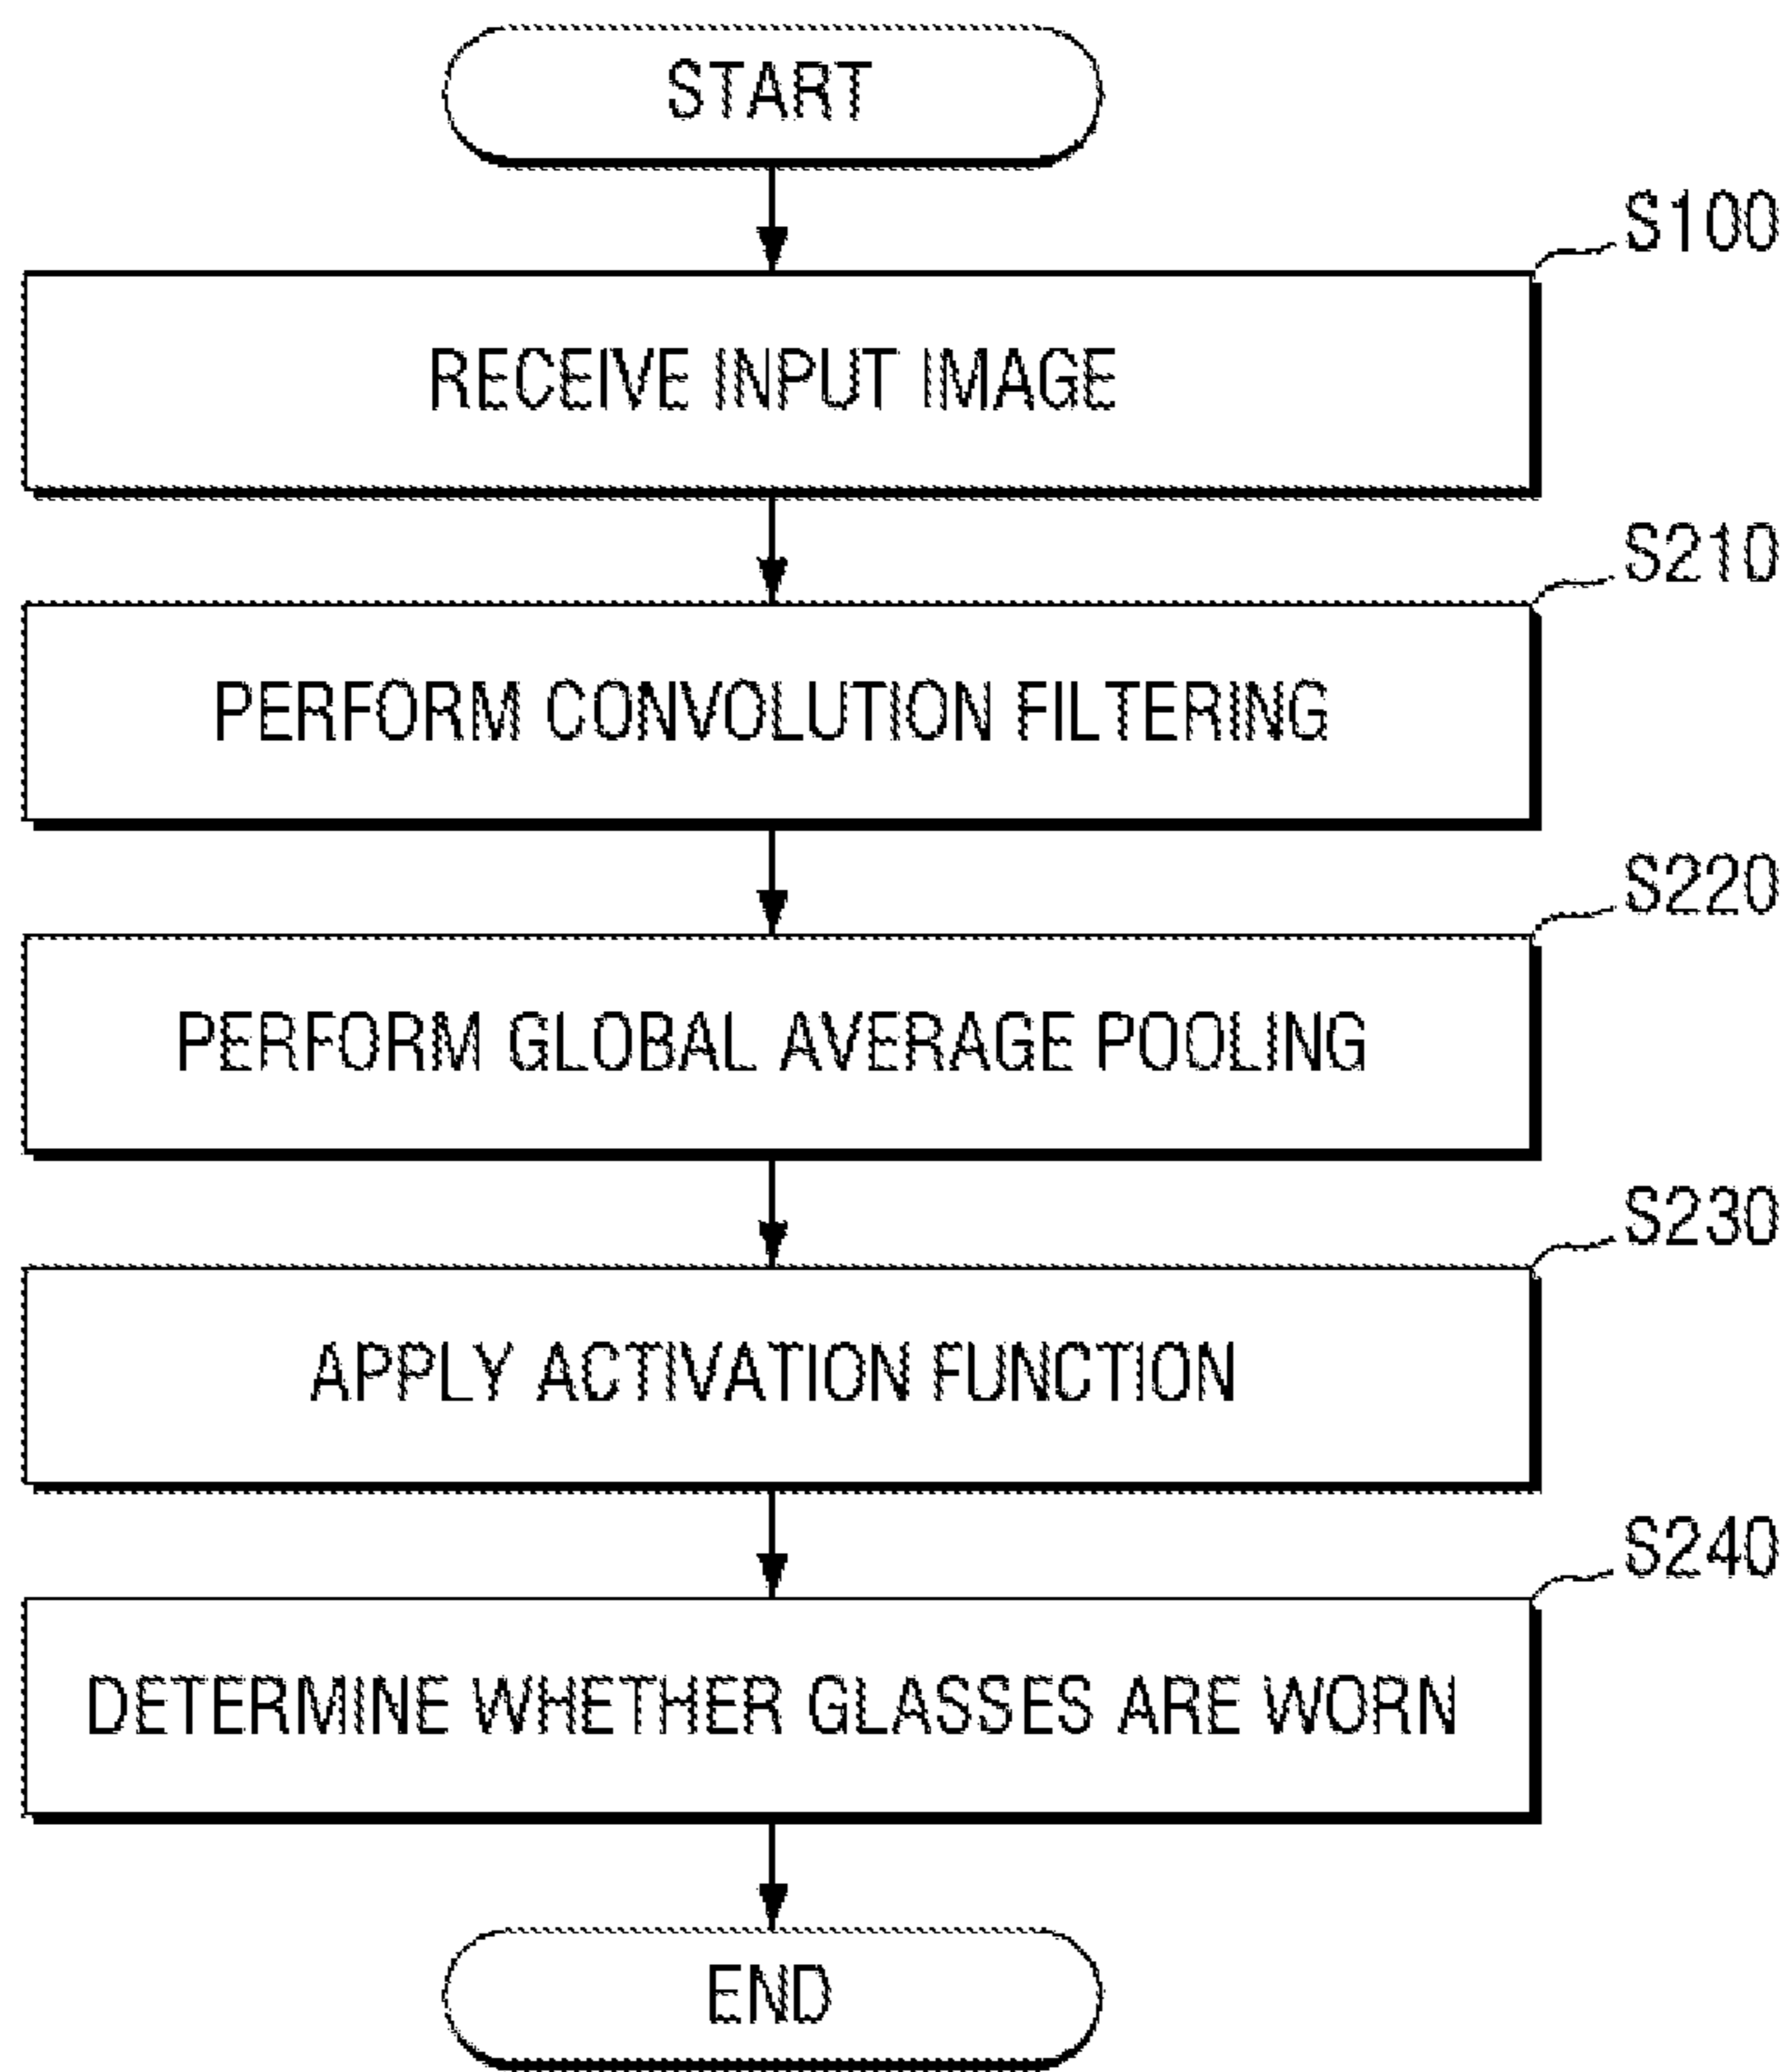 START
S100
RECEIVE INPUT IMAGE
S210
PERFORM CONVOLUTION FILTERING
S220
PERFORM GLOBAL AVERAGE POOLING
S230
APPLY ACTIVATION FUNCTION
S240
DETERMINE WHETHER GLASSES ARE WORN
END